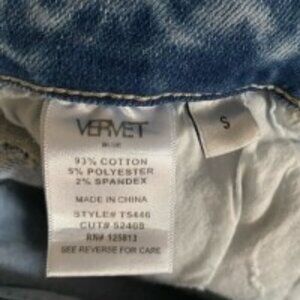 VERVET
BLUE
93% COTTON
5% POLYESTER
2% SPANDEX
MADE IN CHINA
STYLE# T5446
CUT# 52408
RN# 125813
SEE REVERSE FOR CARE
S